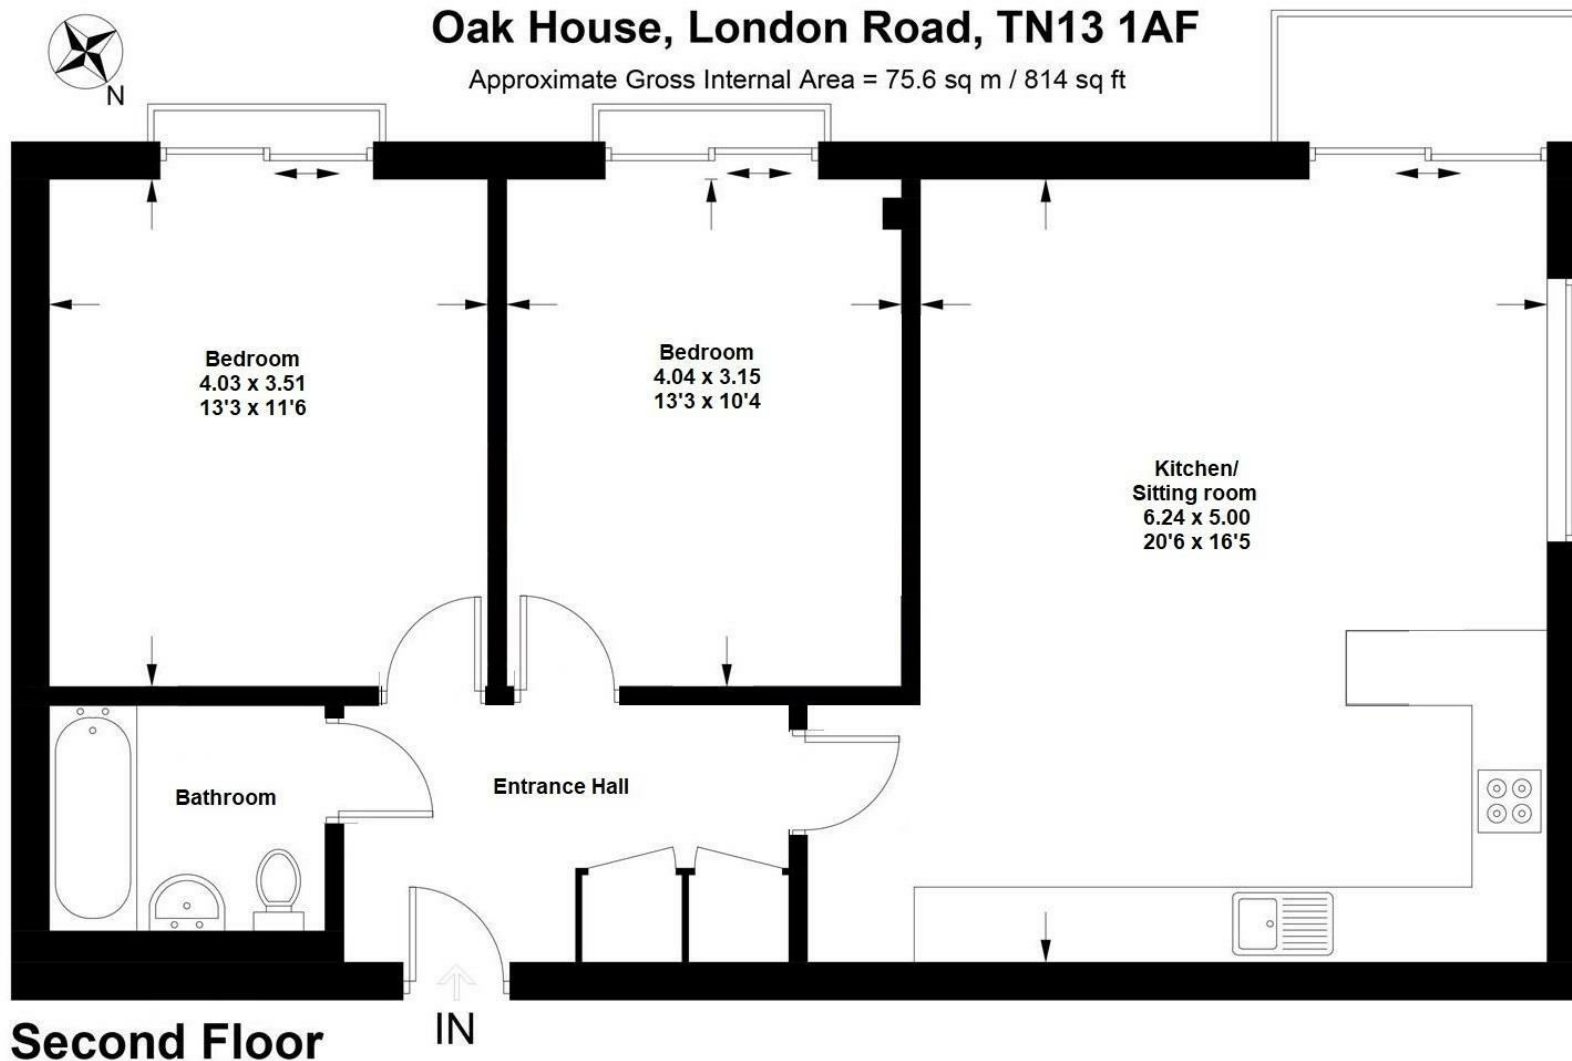 Oak House, London Road, TN13 1AF
Approximate Gross Internal Area = 75.6 sq m / 814 sq ft
N
Bedroom
4.03 x 3.51
13'3 x 11'6
Bedroom
4.04 x 3.15
13'3 x 10'4
Kitchen/
Sitting room
6.24 x 5.00
20'6 x 16'5
Bathroom
Entrance Hall
IN
Second Floor